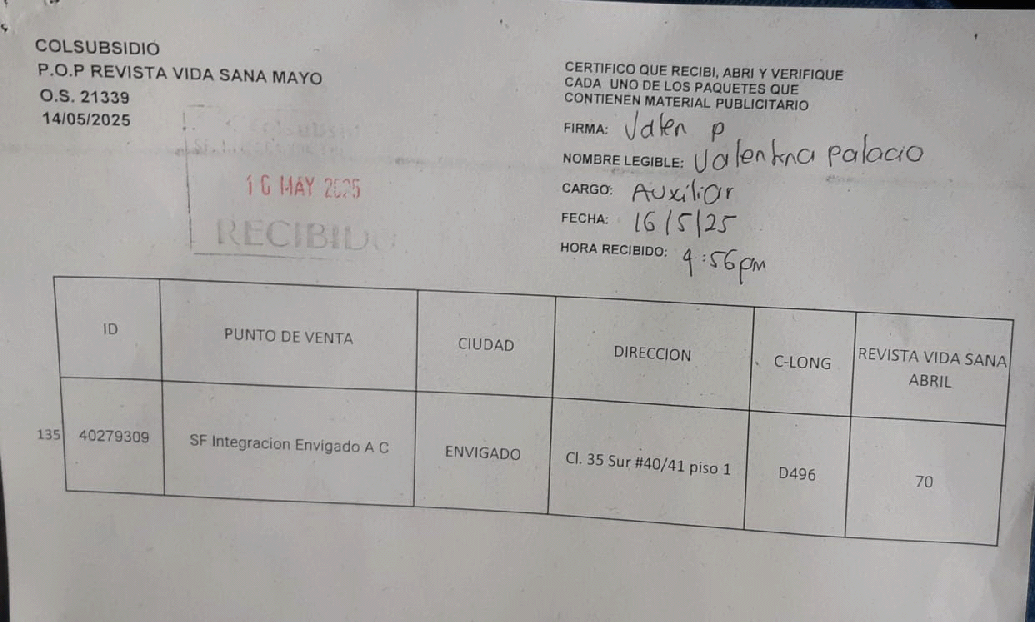 COLSUBSIDIO
P.O.P REVISTA VIDA SANA MAYO
O.S. 21339
14/05/2025
16 MAY 2025
RECIBIDO
CERTIFICO QUE RECIBI, ABRI Y VERIFIQUE
CADA UNO DE LOS PAQUETES QUE
CONTIENEN MATERIAL PUBLICITARIO
FIRMA: Valen P
NOMBRE LEGIBLE: Valentina Palacio
CARGO: Auxiliar
FECHA: 16/5/25
HORA RECIBIDO: 4:56pm
ID PUNTO DE VENTA CIUDAD DIRECCION C-LONG REVISTA VIDA SANA
ABRIL
135 40279309 SF Integracion Envigado A C ENVIGADO Cl. 35 Sur #40/41 piso 1 D496 70